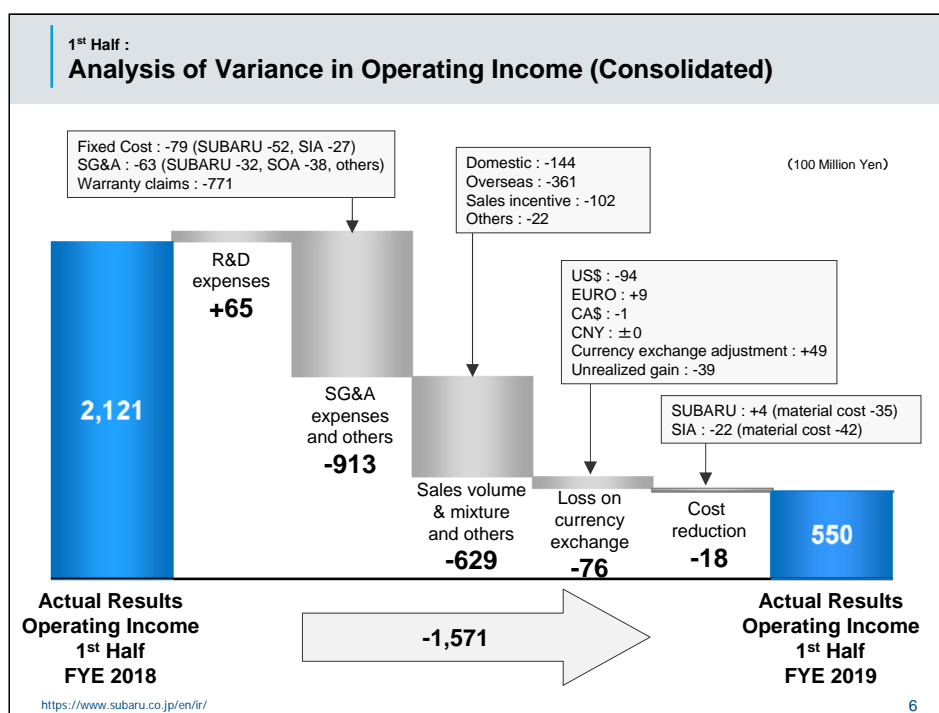 1st Half :
Analysis of Variance in Operating Income (Consolidated)
Fixed Cost : -79 (SUBARU -52, SIA -27)
SG&A : -63 (SUBARU -32, SOA -38, others)
Warranty claims : -771
Domestic : -144
Overseas : -361
Sales incentive : -102
Others : -22
(100 Million Yen)
US$ : -94
EURO : +9
CA$ : -1
CNY : ±0
Currency exchange adjustment : +49
Unrealized gain : -39
SUBARU : +4 (material cost -35)
SIA : -22 (material cost -42)
2,121
R&D
expenses
+65
SG&A
expenses
and others
-913
Sales volume
& mixture
and others
-629
Loss on
currency
exchange
-76
Cost
reduction
-18
550
Actual Results
Operating Income
1st Half
FYE 2018
-1,571
Actual Results
Operating Income
1st Half
FYE 2019
https://www.subaru.co.jp/en/ir/
6